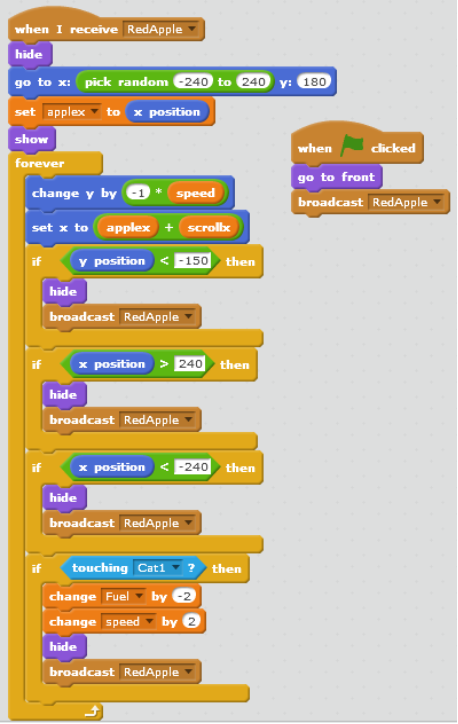 when I receive RedApple
hide
go to x: pick random -240 to 240 y: 180
set applex to x position
show
forever
change y by -1 * speed
set x to applex + scrollx
if y position < -150 then
hide
broadcast RedApple
if x position > 240 then
hide
broadcast RedApple
if x position < -240 then
hide
broadcast RedApple
if touching Cat1 ? then
change Fuel by -2
change speed by 2
hide
broadcast RedApple
when clicked
go to front
broadcast RedApple